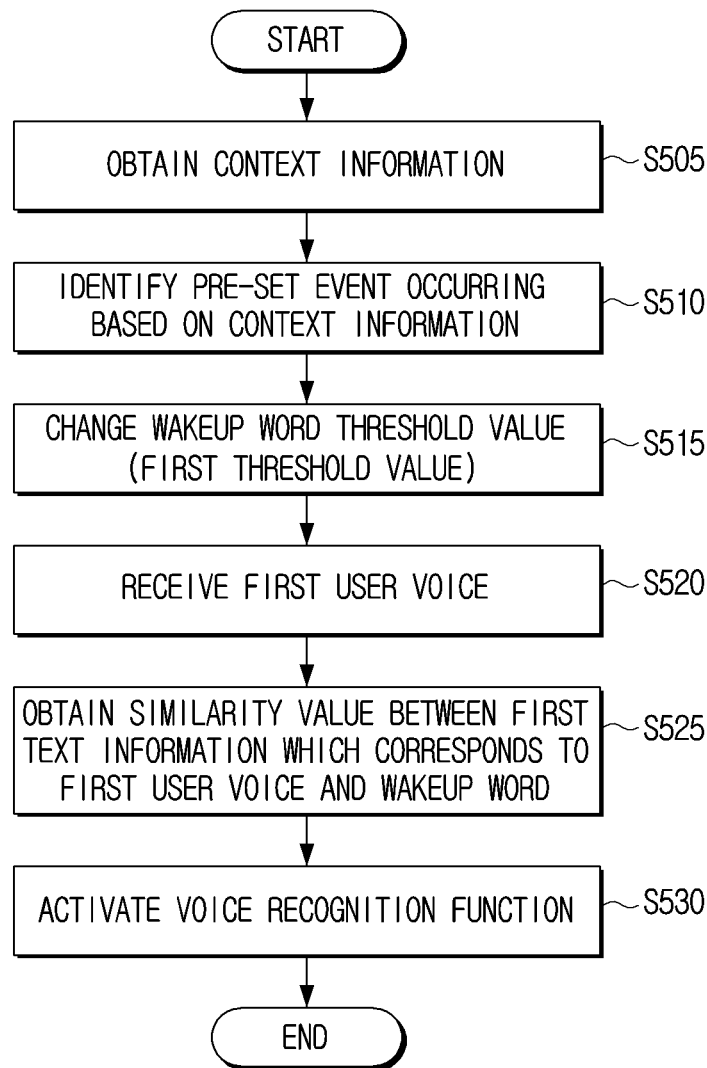 START
OBTAIN CONTEXT INFORMATION
S505
IDENTIFY PRE-SET EVENT OCCURRING
BASED ON CONTEXT INFORMATION
S510
CHANGE WAKEUP WORD THRESHOLD VALUE
(FIRST THRESHOLD VALUE)
S515
RECEIVE FIRST USER VOICE
S520
OBTAIN SIMILARITY VALUE BETWEEN FIRST
TEXT INFORMATION WHICH CORRESPONDS TO
FIRST USER VOICE AND WAKEUP WORD
S525
ACTIVATE VOICE RECOGNITION FUNCTION
S530
END